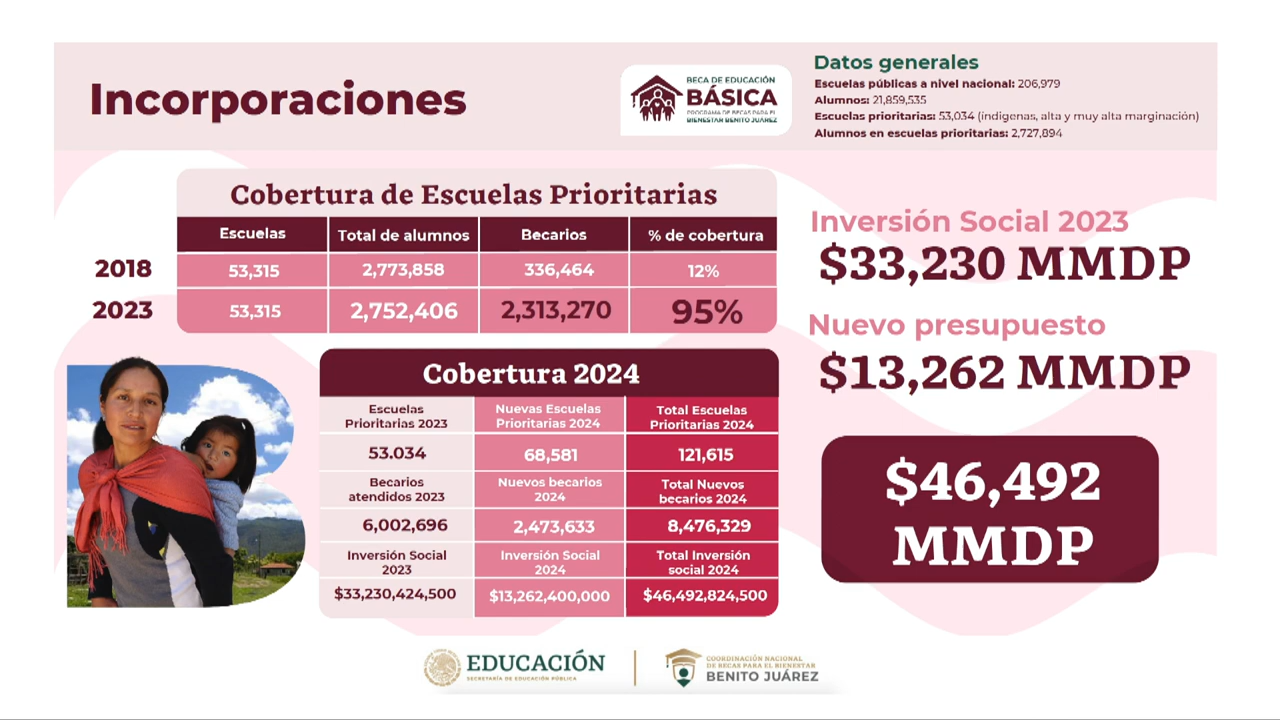 Incorporaciones
BECA DE EDUCACIÓN
BÁSICA
PROGRAMA DE BECAS PARA EL
BIENESTAR BENITO JUÁREZ
Datos generales
Escuelas públicas a nivel nacional: 206,979
Alumnos: 21,859,535
Escuelas prioritarias: 53,034 (indígenas, alta y muy alta marginación)
Alumnos en escuelas prioritarias: 2,727,894
Cobertura de Escuelas Prioritarias
Escuelas Total de alumnos Becarios % de cobertura
2018 53,315 2,773,858 336,464 12%
2023 53,315 2,752,406 2,313,270 95%
Inversión Social 2023
$33,230 MMDP
Nuevo presupuesto
$13,262 MMDP
$46,492
MMDP
Cobertura 2024
Escuelas Nuevas Escuelas Total Escuelas
Prioritarias 2023 Prioritarias 2024 Prioritarias 2024
53.034 68,581 121,615
Becarios Nuevos becarios Total Nuevos
atendidos 2023 2024 becarios 2024
6,002,696 2,473,633 8,476,329
Inversión Social Inversión Social Total Inversión
2023 2024 social 2024
$33,230,424,500 $13,262,400,000 $46,492,824,500
EDUCACIÓN
SECRETARÍA DE EDUCACIÓN PÚBLICA
COORDINACIÓN NACIONAL
DE BECAS PARA EL BIENESTAR
BENITO JUÁREZ